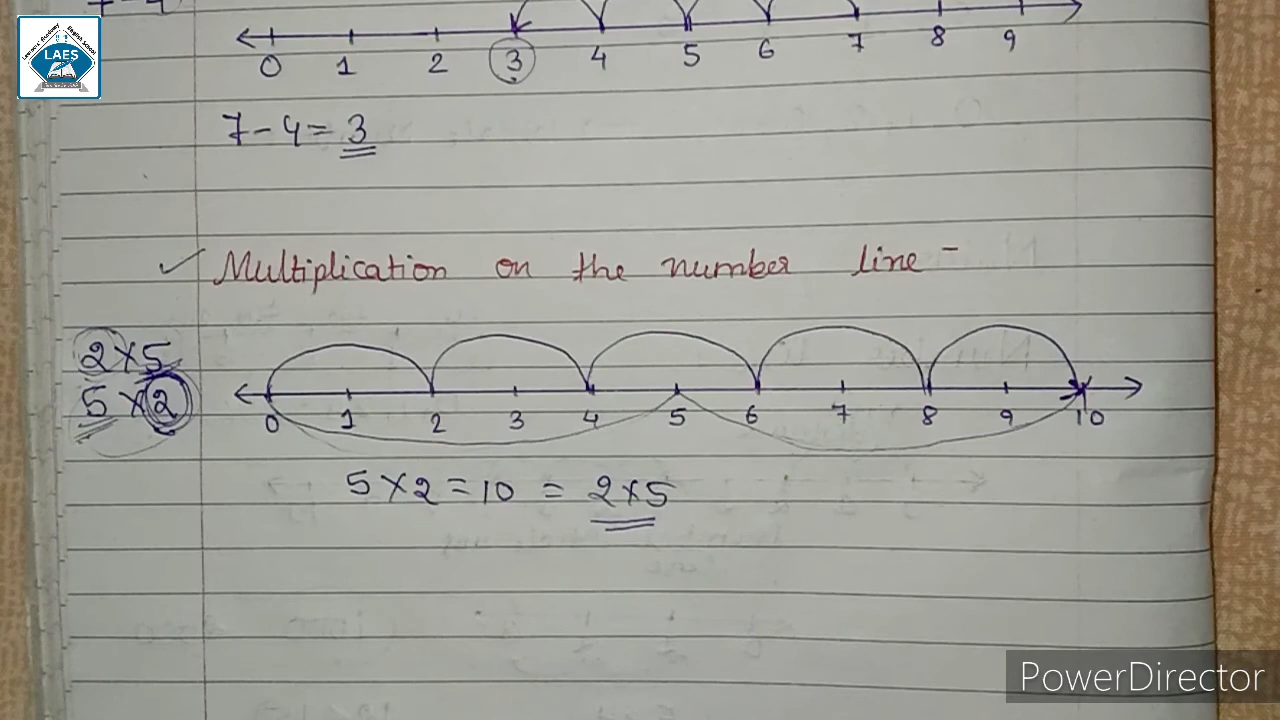 7-4
LAES
0 1 2 3 4 5 6 7 8 9
7-4= 3
Multiplication on the number line -
2×5
5×2
0 1 2 3 4 5 6 7 8 9 10
5×2=10 = 2×5
PowerDirector